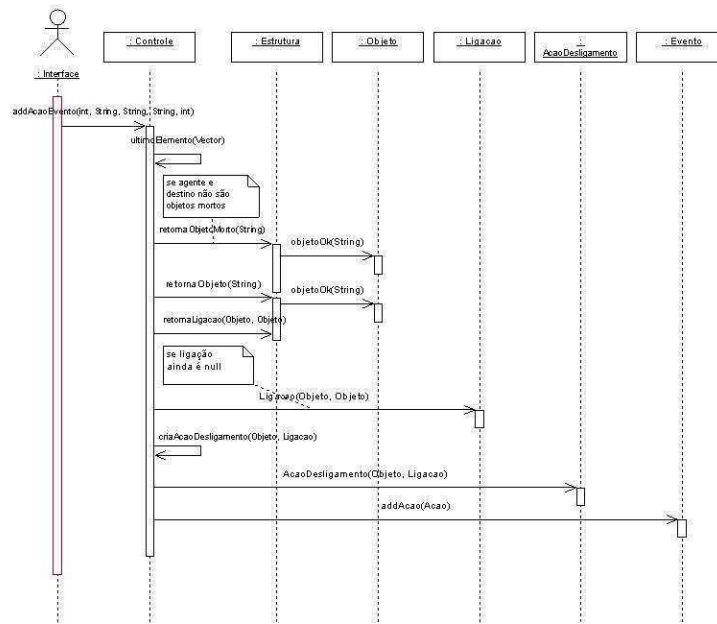 : Controle
: Estrutura
: Objeto
: Ligacao
:
AcaoDesligamento
: Evento
: Interface
addAcaoEvento(int, String, String, String, int)
ultimoElemento(Vector)
se agente e
destino não são
objetos mortos
retornaObjetoMorto(String)
objetoOk(String)
retornaObjeto(String)
objetoOk(String)
retornaLigacao(Objeto, Objeto)
se ligação
ainda é null
Ligacao(Objeto, Objeto)
criaAcaoDesligamento(Objeto, Ligacao)
AcaoDesligamento(Objeto, Ligacao)
addAcao(Acao)